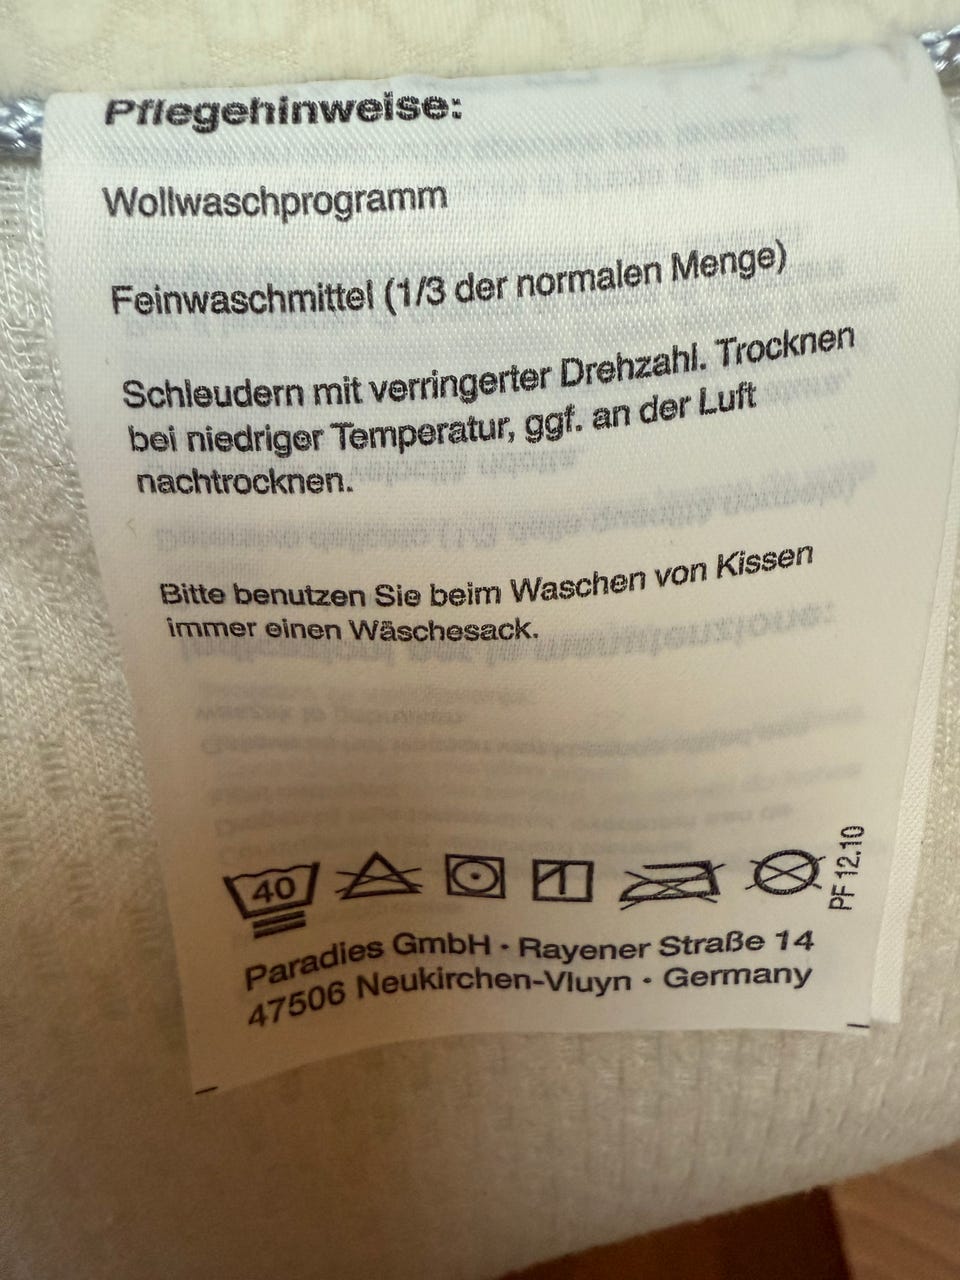 Pflegehinweise:
Wollwaschprogramm
Feinwaschmittel (1/3 der normalen Menge)
Schleudern mit verringerter Drehzahl. Trocknen
bei niedriger Temperatur, ggf. an der Luft
nachtrocknen.
Bitte benutzen Sie beim Waschen von Kissen
immer einen Wäschesack.
40
PF 12.10
Paradies GmbH · Rayener Straße 14
47506 Neukirchen-Vluyn · Germany